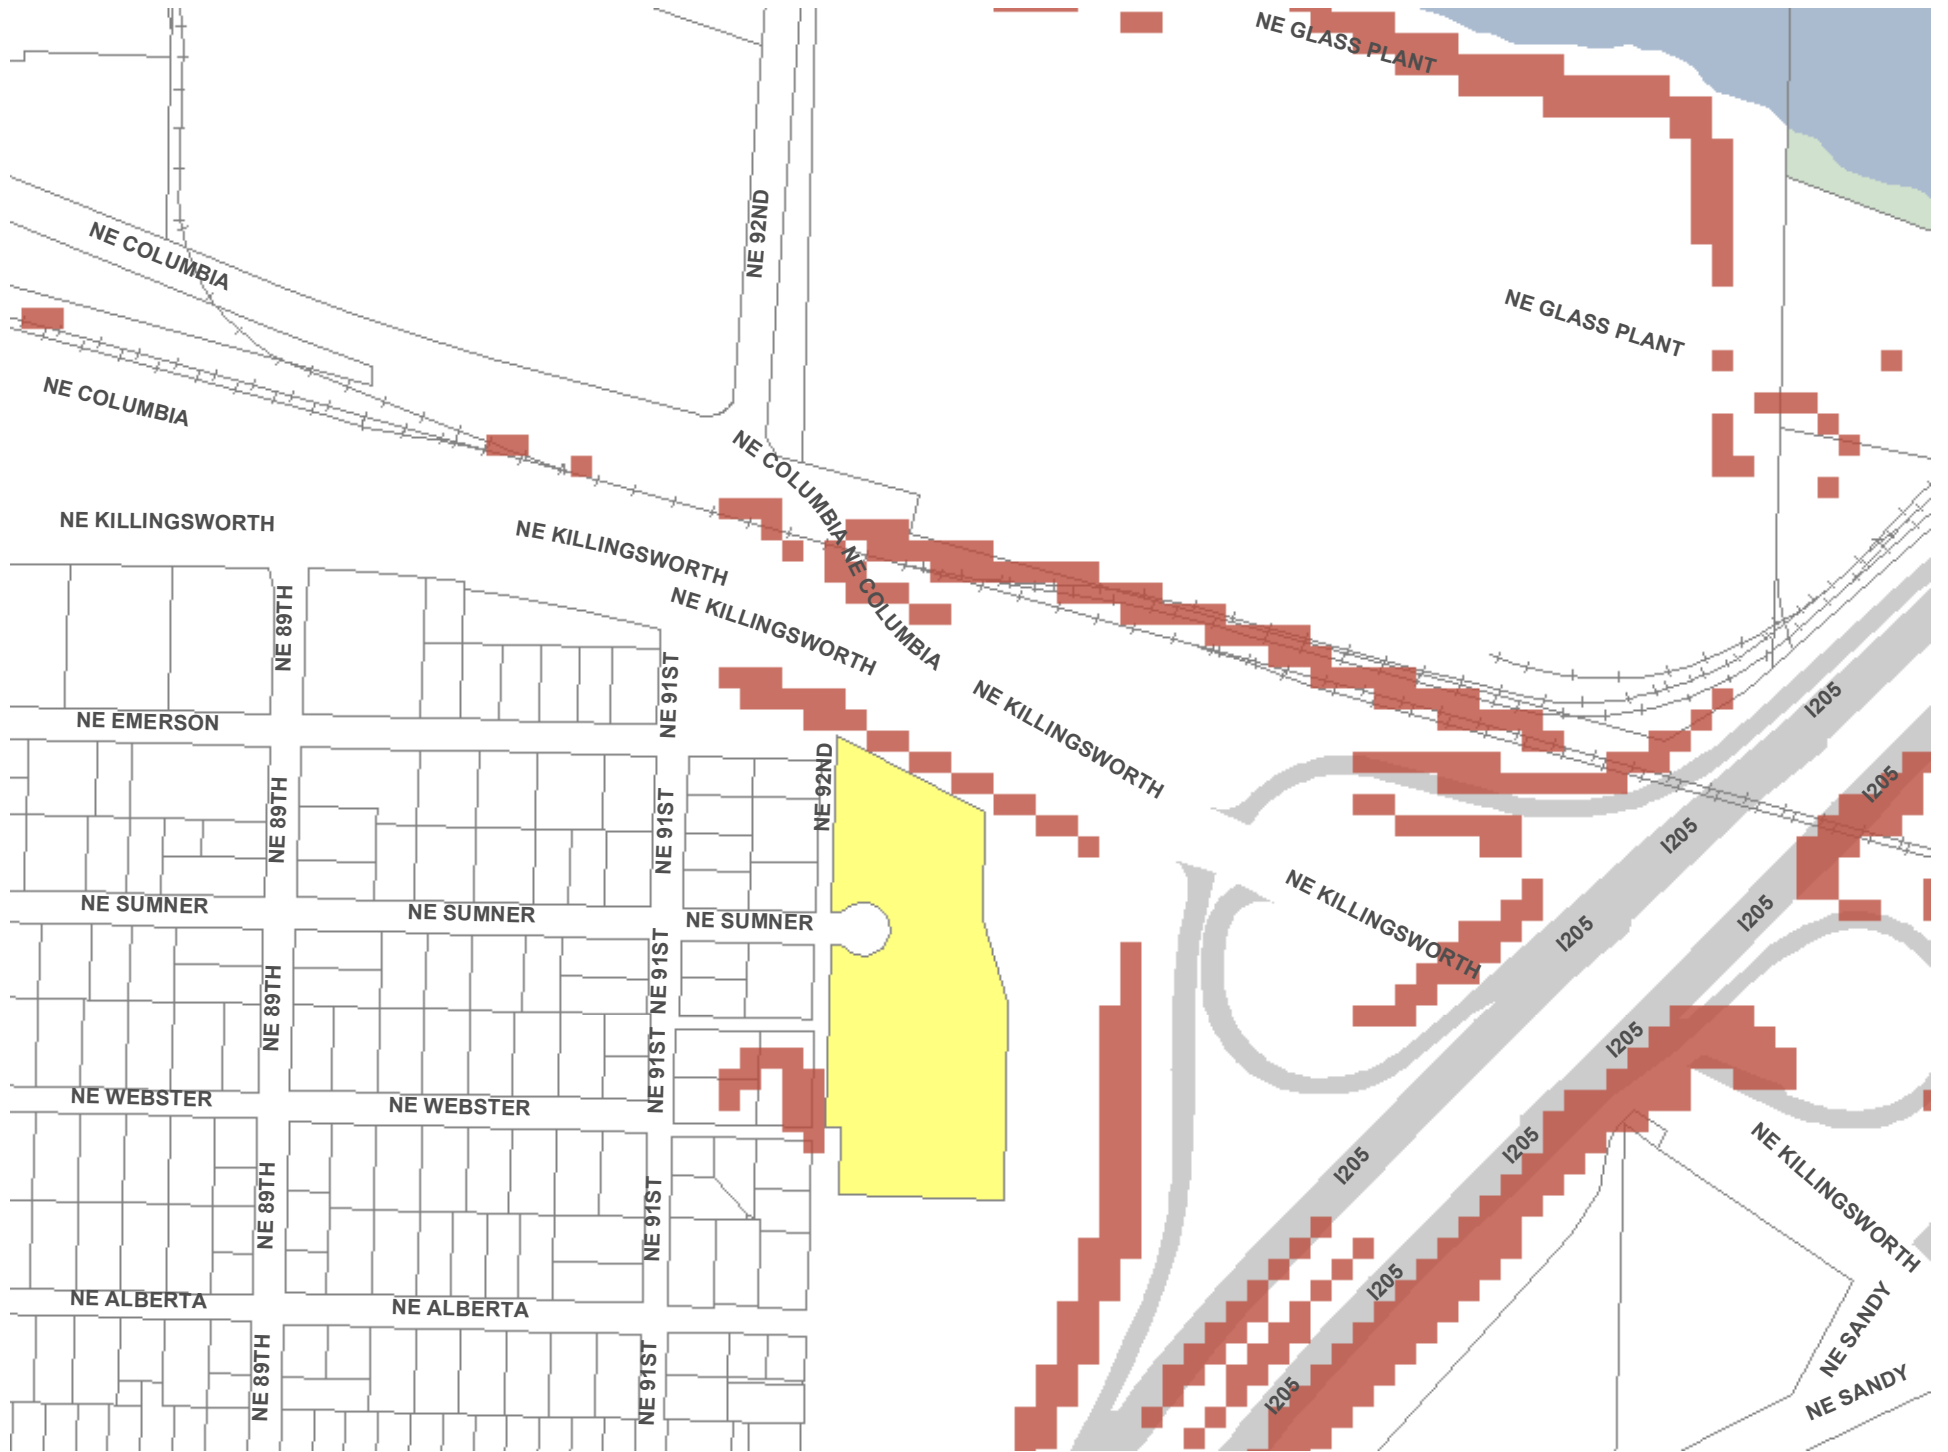 NE GLASS PLANT
NE 92ND
NE COLUMBIA
NE GLASS PLANT
NE COLUMBIA
NE COLUMBIA
NE KILLINGSWORTH
NE KILLINGSWORTH
NE COLUMBIA
NE KILLINGSWORTH
NE 89TH
NE 91ST
NE EMERSON
NE KILLINGSWORTH
I205
NE 92ND
I205
NE 89TH
NE 91ST
I205
NE SUMNER
NE SUMNER
NE SUMNER
NE KILLINGSWORTH
I205
I205
NE 91ST
NE 89TH
I205
NE 91ST
NE WEBSTER
NE WEBSTER
I205
I205
NE KILLINGSWORTH
NE 89TH
NE 91ST
I205
NE ALBERTA
NE ALBERTA
NE SANDY
NE 89TH
NE 91ST
I205
NE SANDY